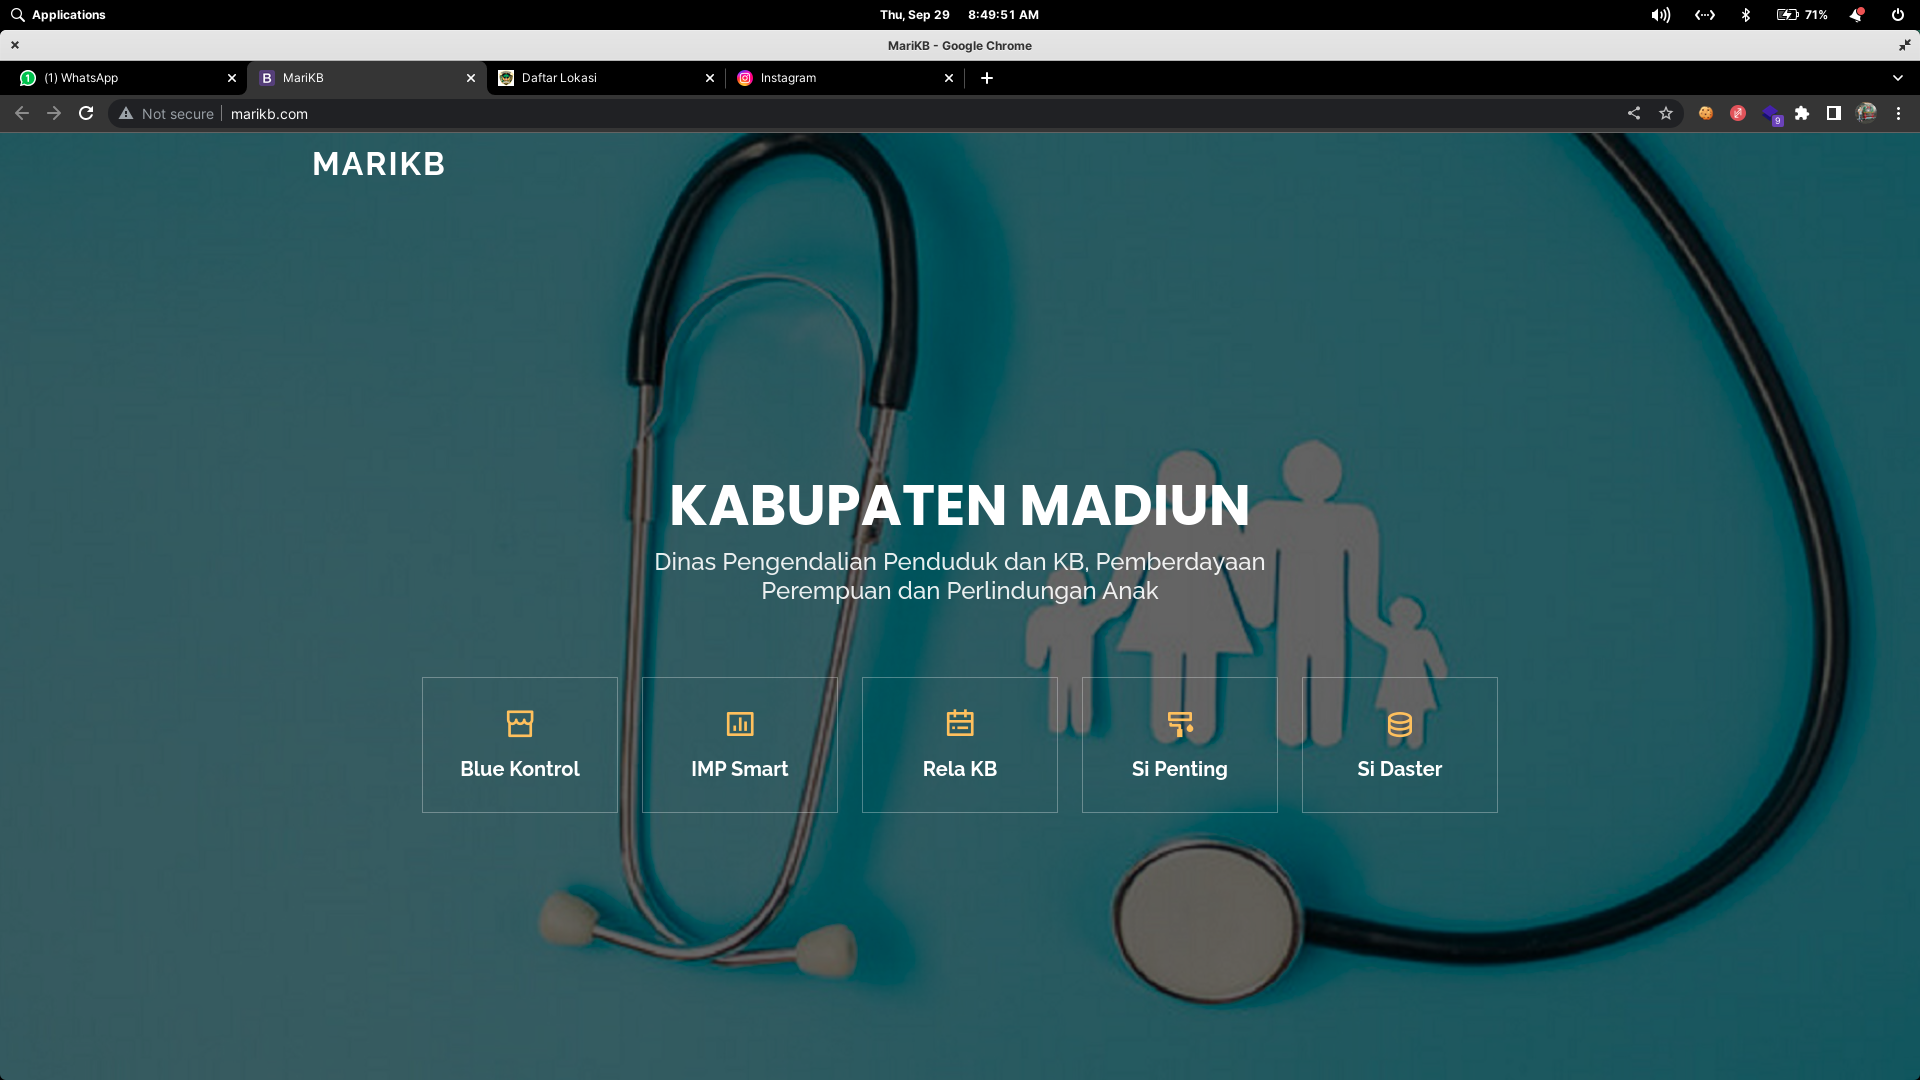 Applications
Thu, Sep 29 8:49:51 AM
71%
MariKB - Google Chrome
(1) WhatsApp
MariKB
Daftar Lokasi
Instagram
Not secure
marikb.com
9
MARIKB
KABUPATEN MADIUN
Dinas Pengendalian Penduduk dan KB, Pemberdayaan
Perempuan dan Perlindungan Anak
Blue Kontrol
IMP Smart
Rela KB
Si Penting
Si Daster